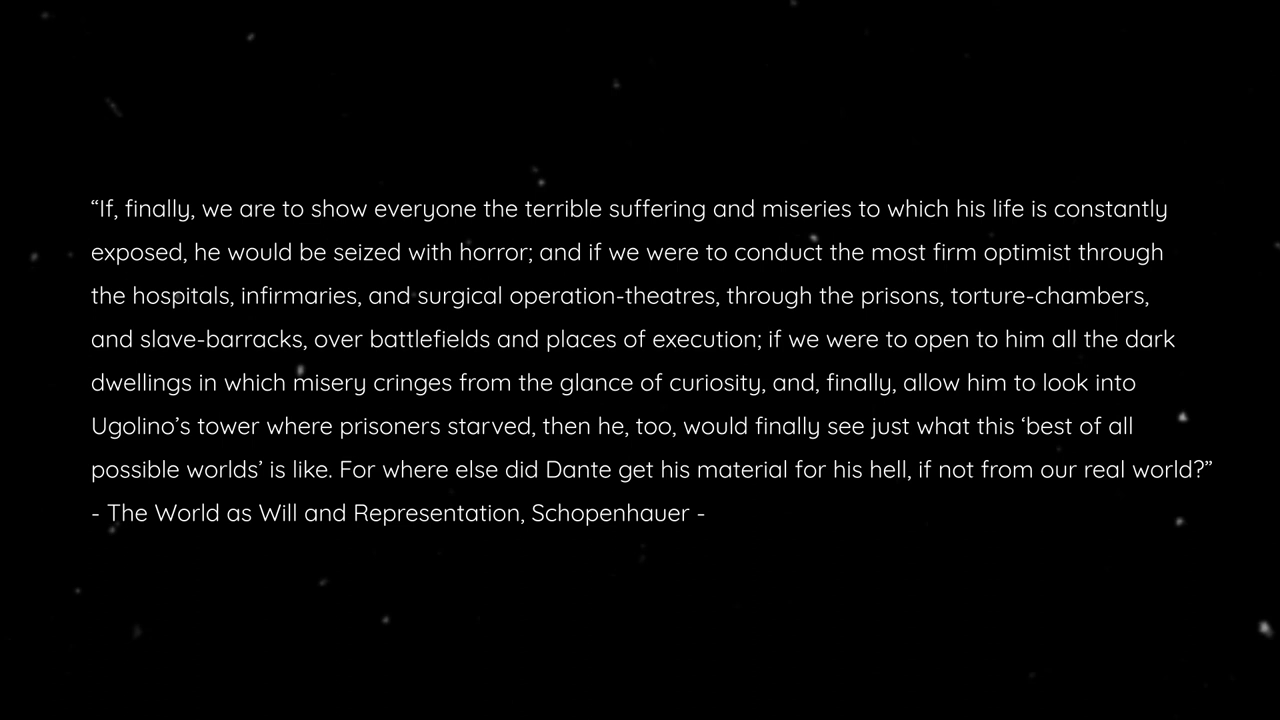 “If, finally, we are to show everyone the terrible suffering and miseries to which his life is constantly
exposed, he would be seized with horror; and if we were to conduct the most firm optimist through
the hospitals, infirmaries, and surgical operation-theatres, through the prisons, torture-chambers,
and slave-barracks, over battlefields and places of execution; if we were to open to him all the dark
dwellings in which misery cringes from the glance of curiosity, and, finally, allow him to look into
Ugolino’s tower where prisoners starved, then he, too, would finally see just what this ‘best of all
possible worlds’ is like. For where else did Dante get his material for his hell, if not from our real world?”
- The World as Will and Representation, Schopenhauer -